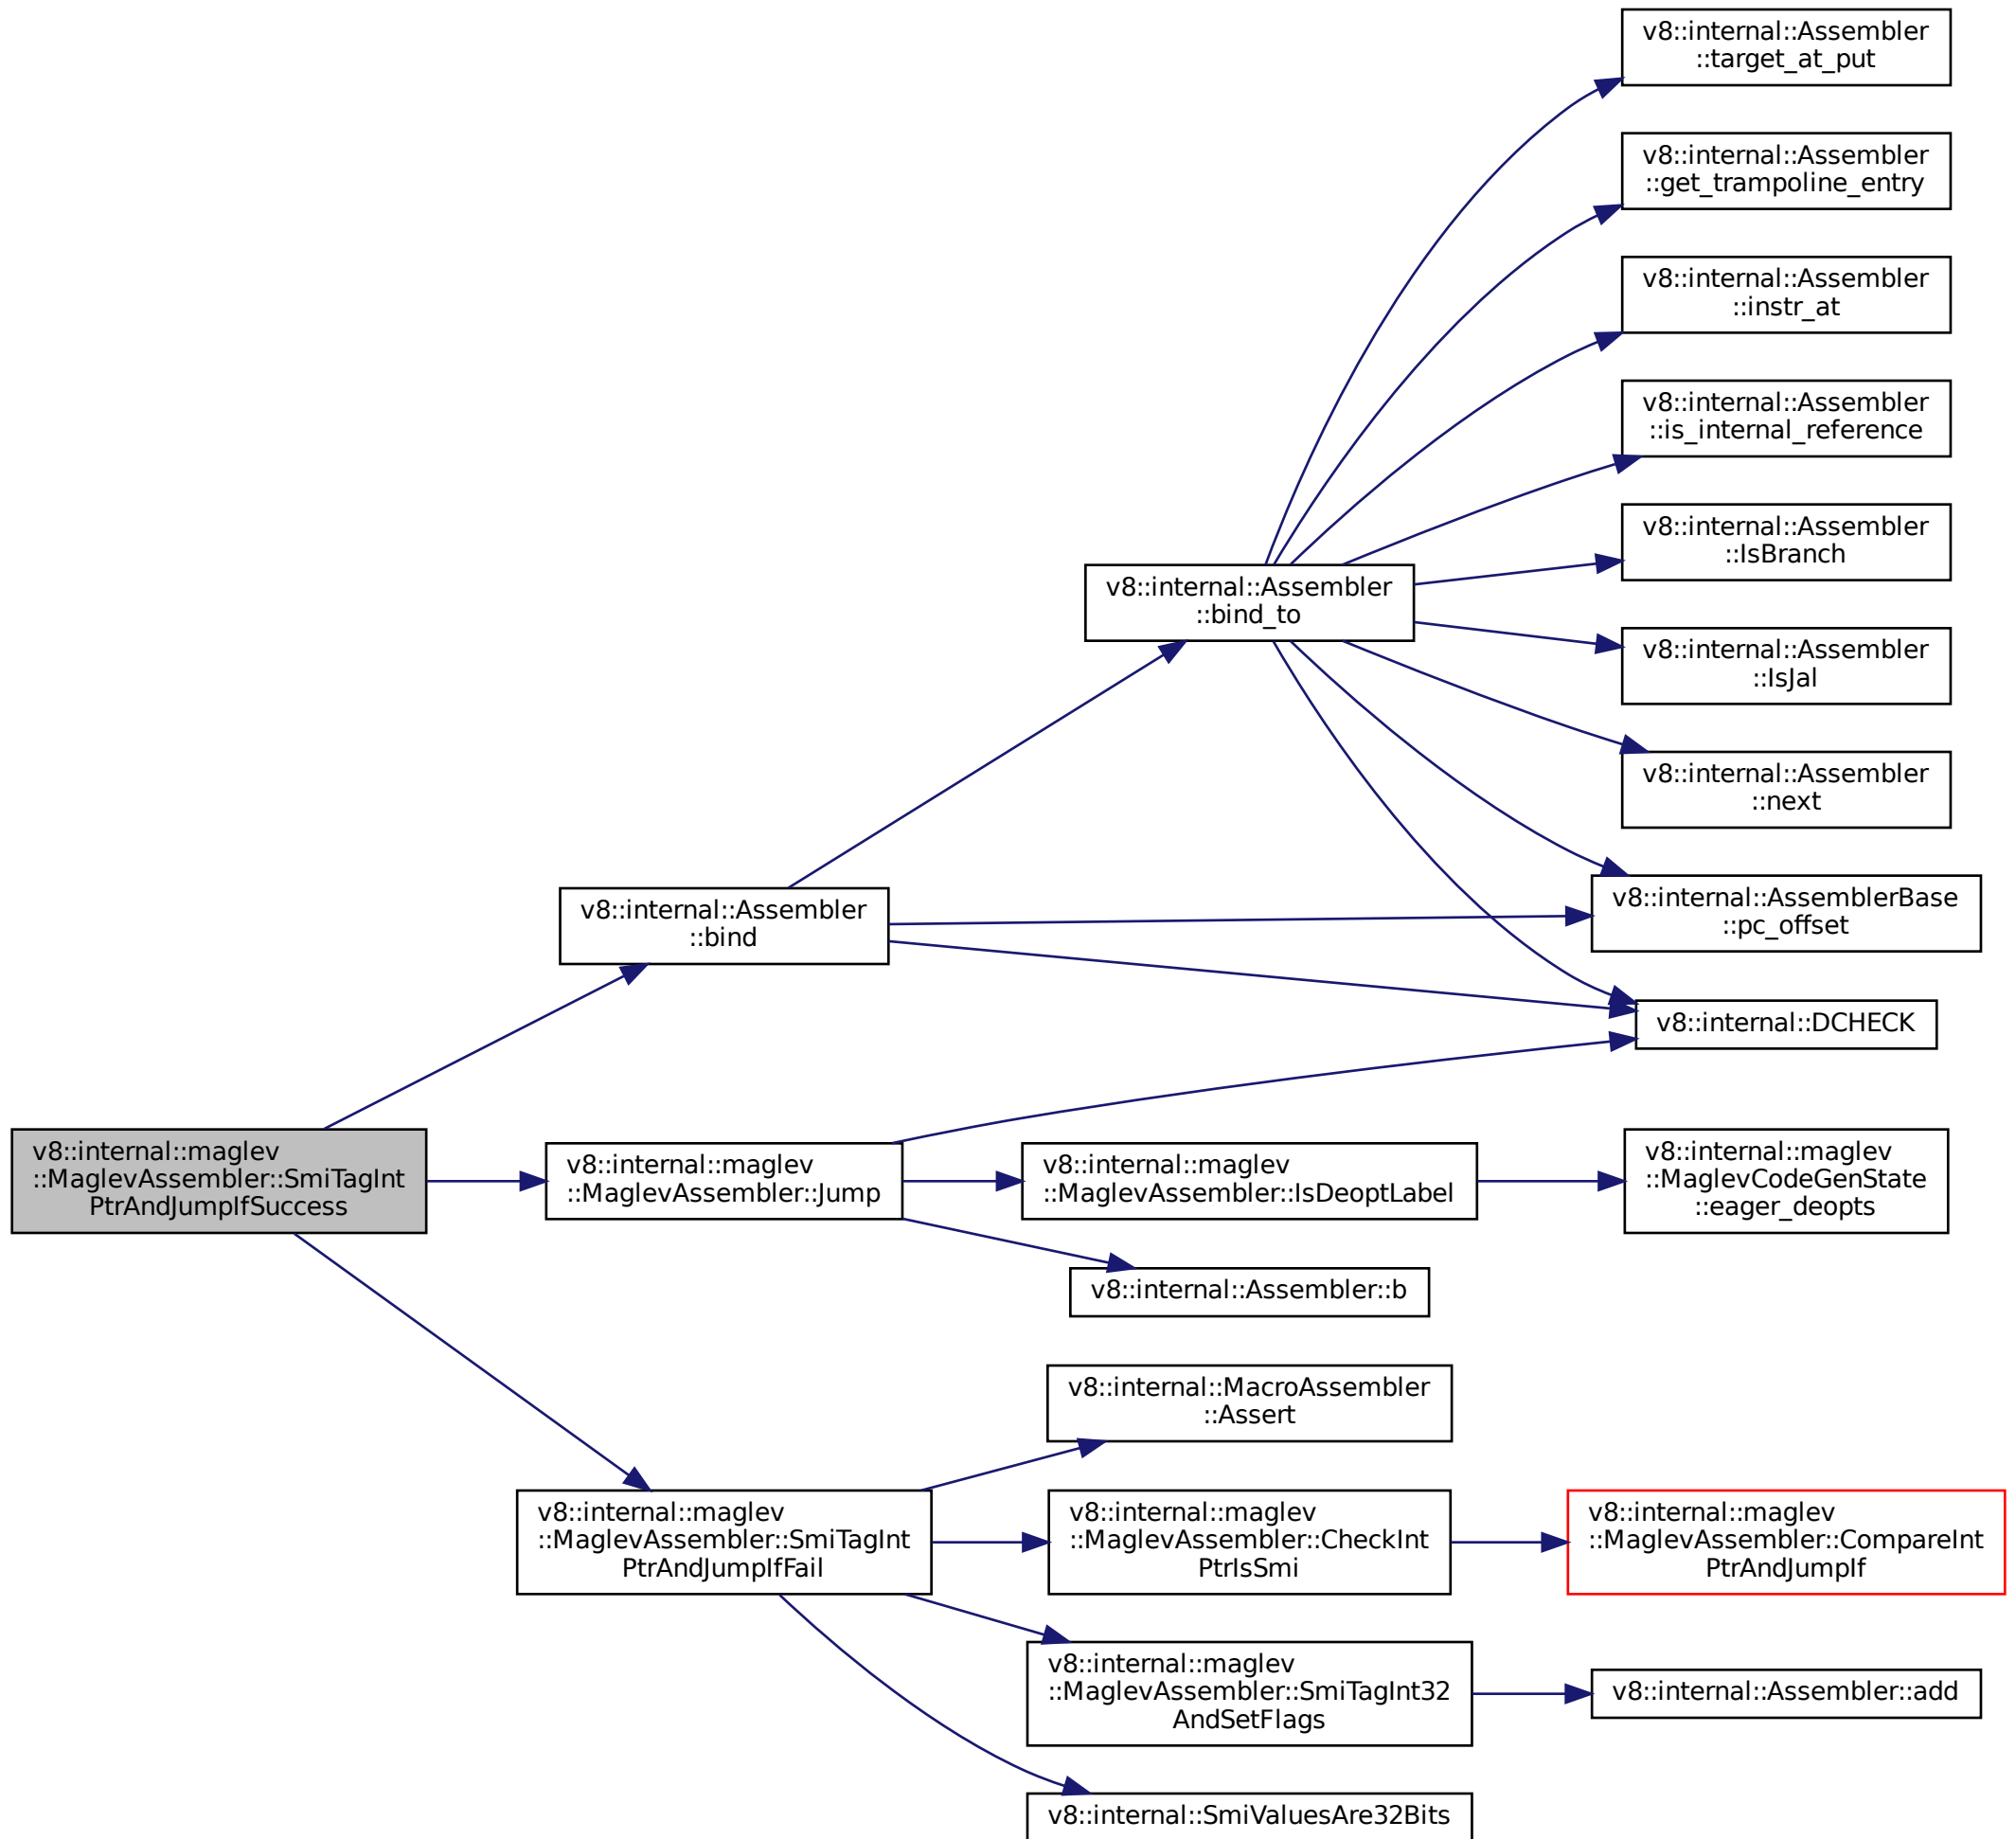 v8::internal::Assembler
::target_at_put
v8::internal::Assembler
::get_trampoline_entry
v8::internal::Assembler
::instr_at
v8::internal::Assembler
::is_internal_reference
v8::internal::Assembler
::IsBranch
v8::internal::Assembler
::bind_to
v8::internal::Assembler
::IsJal
v8::internal::Assembler
::next
v8::internal::Assembler
::bind
v8::internal::AssemblerBase
::pc_offset
v8::internal::DCHECK
v8::internal::maglev
::MaglevAssembler::SmiTagInt
PtrAndJumpIfSuccess
v8::internal::maglev
::MaglevAssembler::Jump
v8::internal::maglev
::MaglevAssembler::IsDeoptLabel
v8::internal::maglev
::MaglevCodeGenState
::eager_deopts
v8::internal::Assembler::b
v8::internal::MacroAssembler
::Assert
v8::internal::maglev
::MaglevAssembler::SmiTagInt
PtrAndJumpIfFail
v8::internal::maglev
::MaglevAssembler::CheckInt
PtrIsSmi
v8::internal::maglev
::MaglevAssembler::CompareInt
PtrAndJumpIf
v8::internal::maglev
::MaglevAssembler::SmiTagInt32
AndSetFlags
v8::internal::Assembler::add
v8::internal::SmiValuesAre32Bits